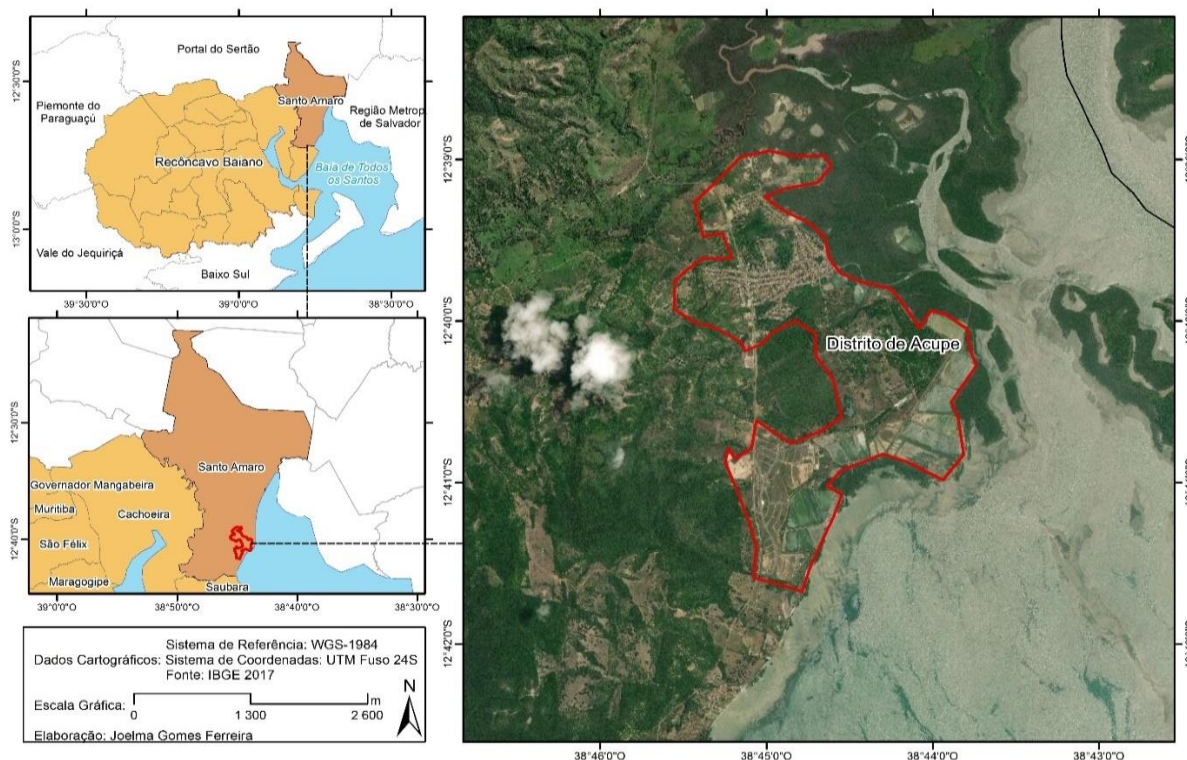 Portal do Sertão
12°30'0"S
Santo Amaro
Piemonte do
Paraguaçú
Região Metrop
de Salvador
Recôncavo Baiano
Baía de Todos
os Santos
13°0'0"S
Vale do Jequiriçá
Baixo Sul
39°30'0"O
39°0'0"O
38°30'0"O
12°30'0"S
Santo Amaro
Governador Mangabeira
Muritiba
Cachoeira
12°40'0"S
São Félix
Maragogipe
Saubara
39°0'0"O
38°50'0"O
38°40'0"O
38°30'0"O
Sistema de Referência: WGS-1984
Dados Cartográficos: Sistema de Coordenadas: UTM Fuso 24S
Fonte: IBGE 2017
Escala Gráfica:
m
0
1 300
2 600
N
Elaboração: Joelma Gomes Ferreira
12°39'0"S
12°40'0"S
Distrito de Acupe
12°41'0"S
12°42'0"S
38°46'0"O
38°45'0"O
38°44'0"O
38°43'0"O